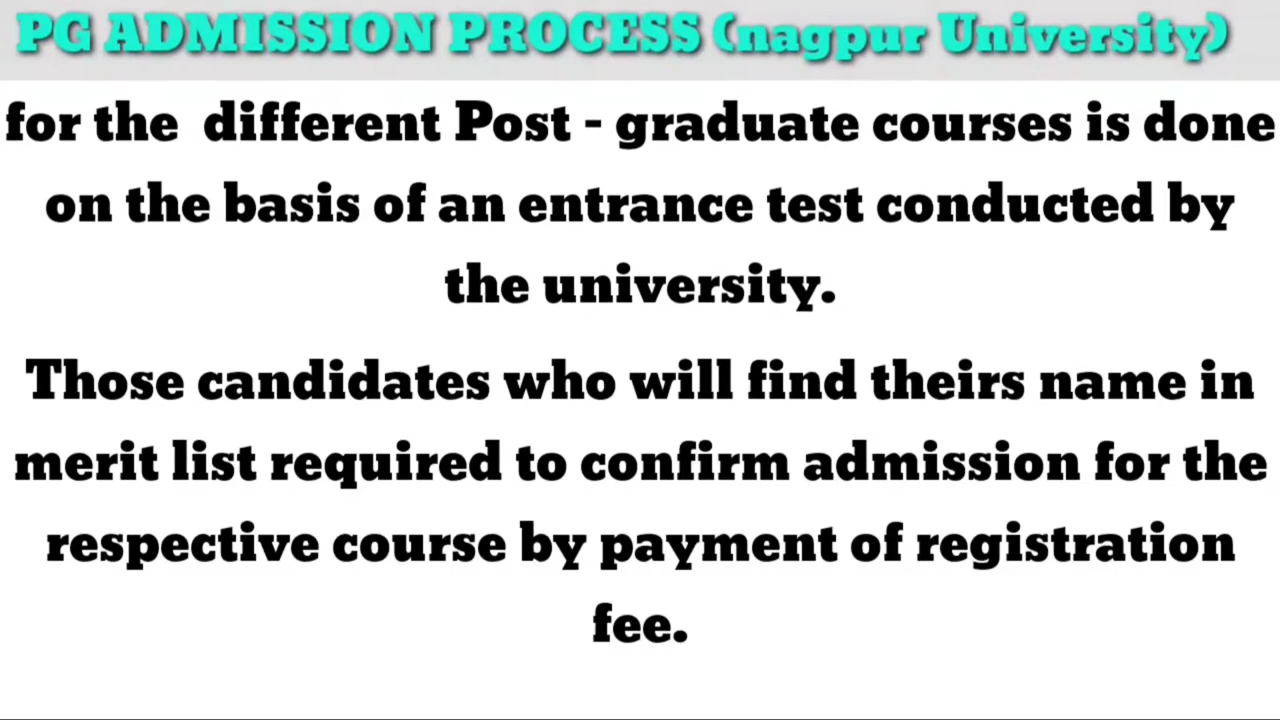 PG ADMISSION PROCESS (nagpur University)
for the different Post - graduate courses is done
on the basis of an entrance test conducted by
the university.
Those candidates who will find theirs name in
merit list required to confirm admission for the
respective course by payment of registration
fee.